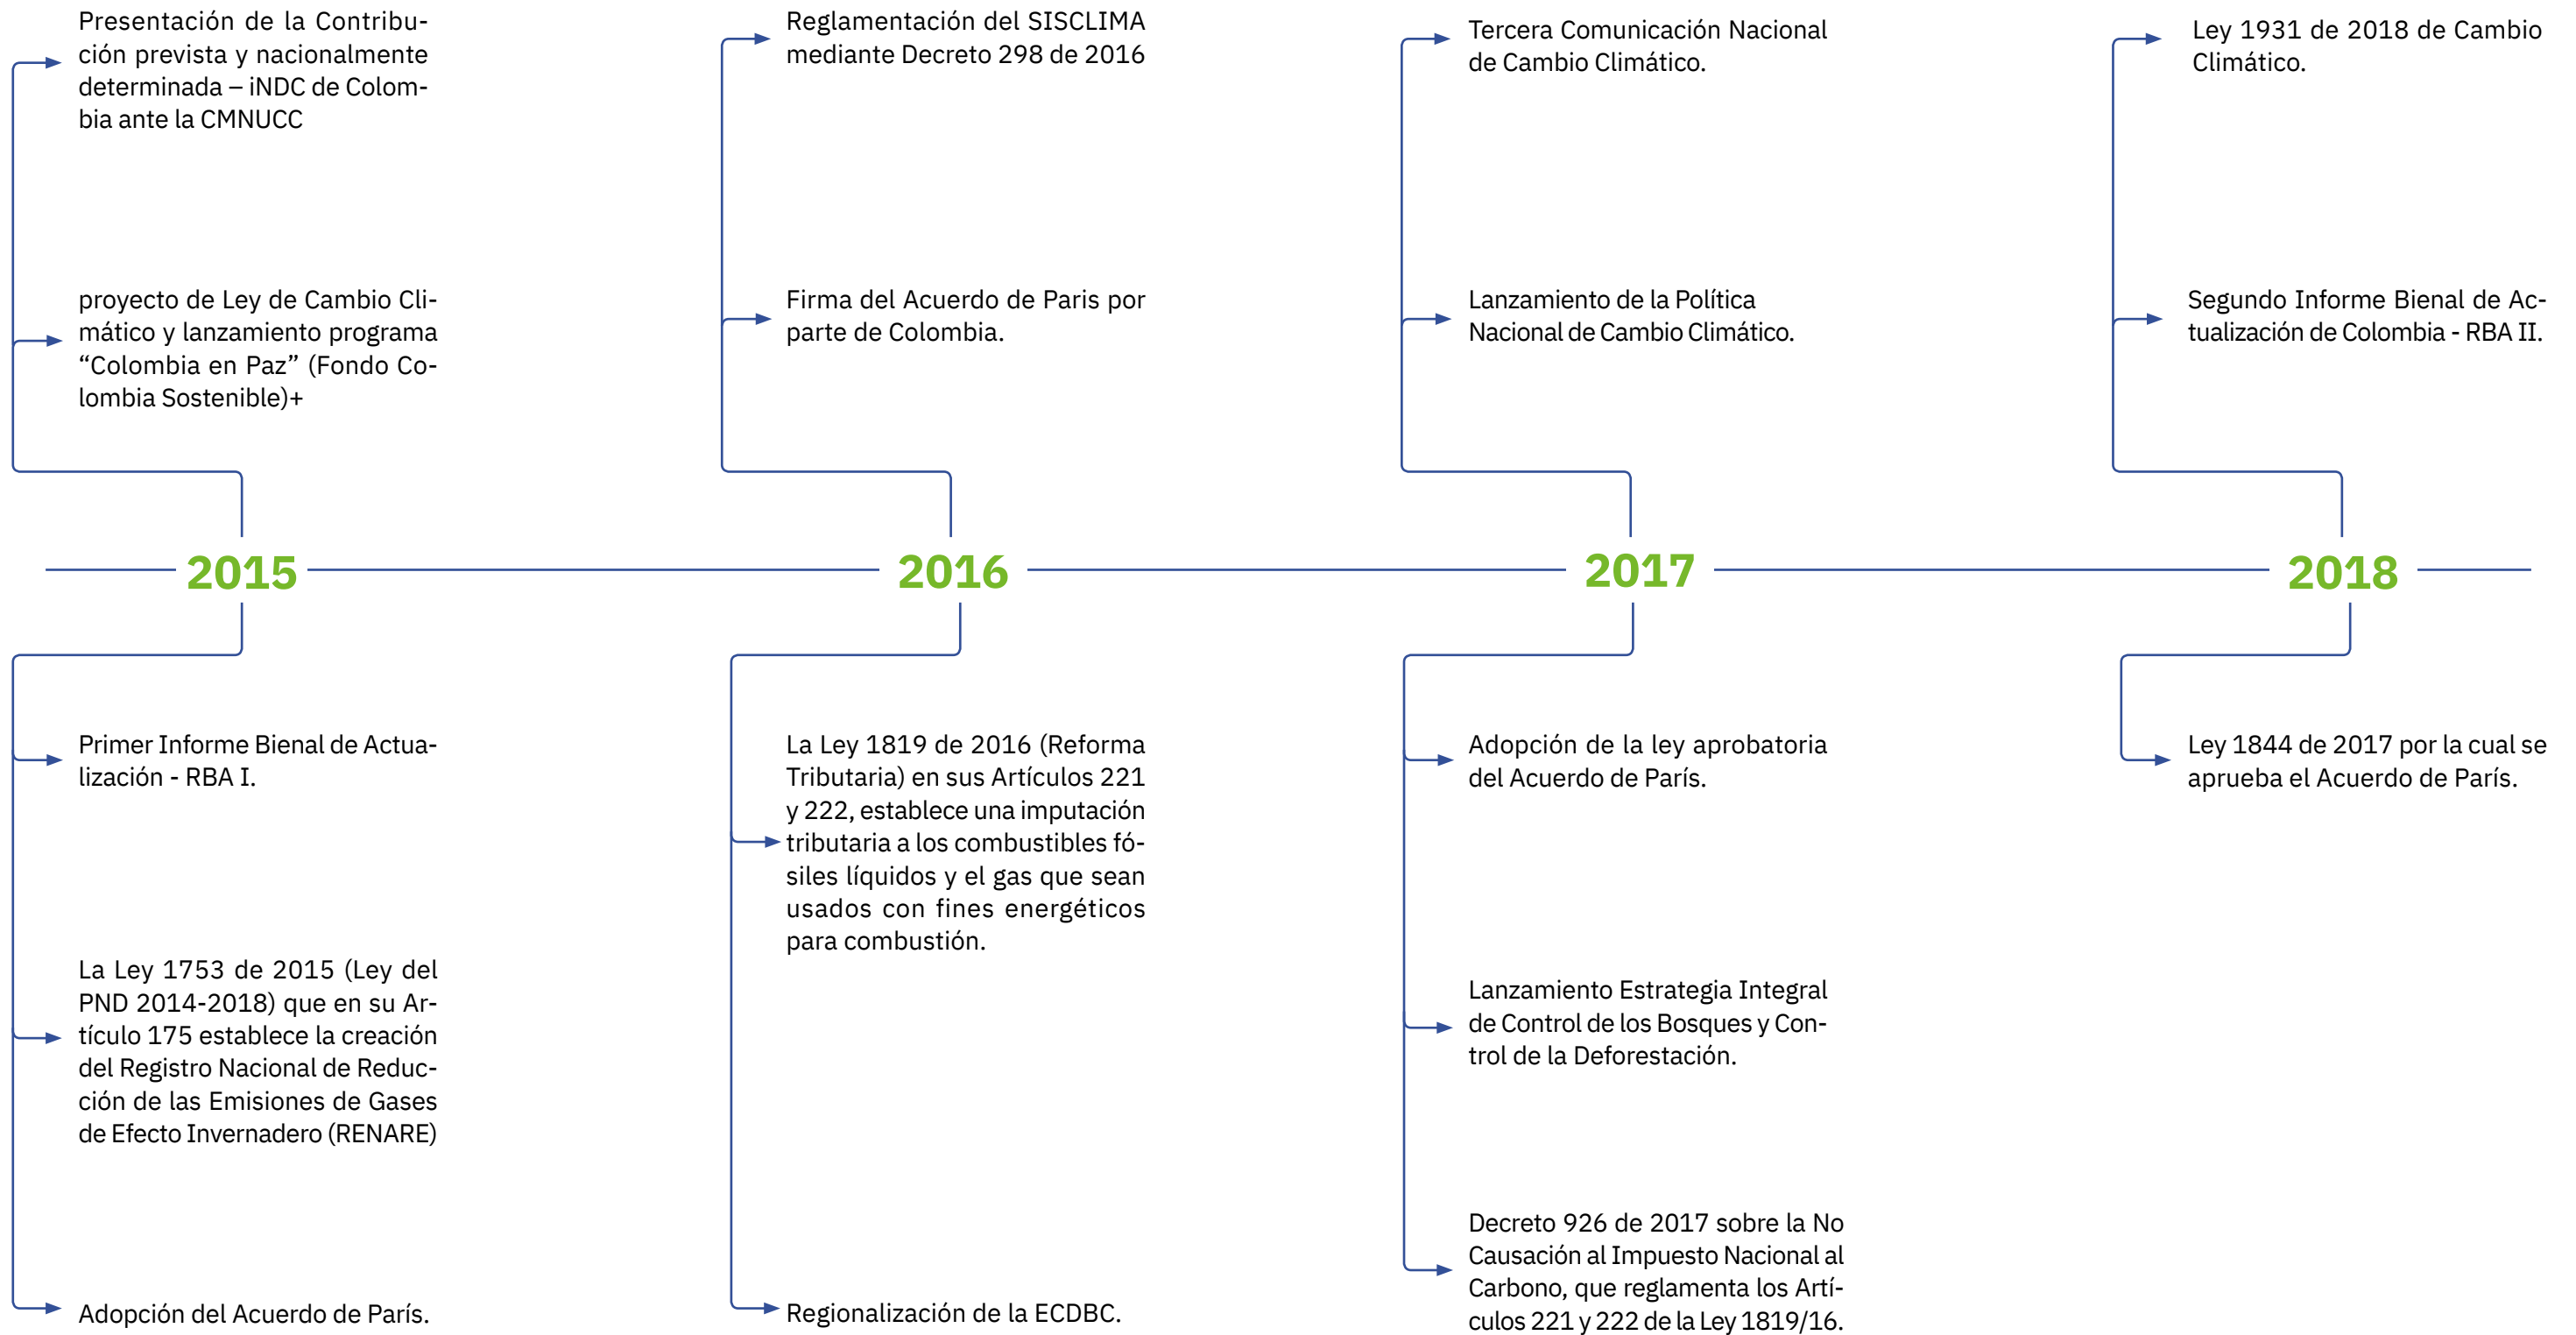 Presentación de la Contribu-
ción prevista y nacionalmente
determinada – iNDC de Colom-
bia ante la CMNUCC
proyecto de Ley de Cambio Cli-
mático y lanzamiento programa
“Colombia en Paz” (Fondo Co-
lombia Sostenible)+
Reglamentación del SISCLIMA
mediante Decreto 298 de 2016
Firma del Acuerdo de Paris por
parte de Colombia.
Tercera Comunicación Nacional
de Cambio Climático.
Lanzamiento de la Política
Nacional de Cambio Climático.
Ley 1931 de 2018 de Cambio
Climático.
Segundo Informe Bienal de Ac-
tualización de Colombia - RBA II.
2015
2016
2017
2018
Primer Informe Bienal de Actua-
lización - RBA I.
La Ley 1753 de 2015 (Ley del
PND 2014-2018) que en su Ar-
tículo 175 establece la creación
del Registro Nacional de Reduc-
ción de las Emisiones de Gases
de Efecto Invernadero (RENARE)
Adopción del Acuerdo de París.
La Ley 1819 de 2016 (Reforma
Tributaria) en sus Artículos 221
y 222, establece una imputación
tributaria a los combustibles fó-
siles líquidos y el gas que sean
usados con fines energéticos
para combustión.
Regionalización de la ECDBC.
Adopción de la ley aprobatoria
del Acuerdo de París.
Lanzamiento Estrategia Integral
de Control de los Bosques y Con-
trol de la Deforestación.
Decreto 926 de 2017 sobre la No
Causación al Impuesto Nacional al
Carbono, que reglamenta los Artí-
culos 221 y 222 de la Ley 1819/16.
Ley 1844 de 2017 por la cual se
aprueba el Acuerdo de París.